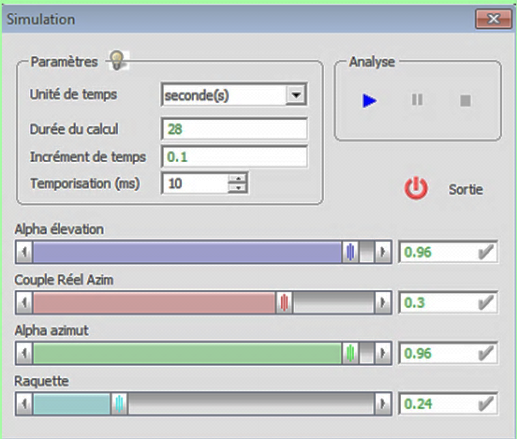 Simulation
Paramètres
Analyse
Unité de temps
seconde(s)
Durée du calcul
28
Incrément de temps
0.1
Temporisation (ms)
10
Sortie
Alpha élevation
0.96
Couple Réel Azim
0.3
Alpha azimut
0.96
Raquette
0.24